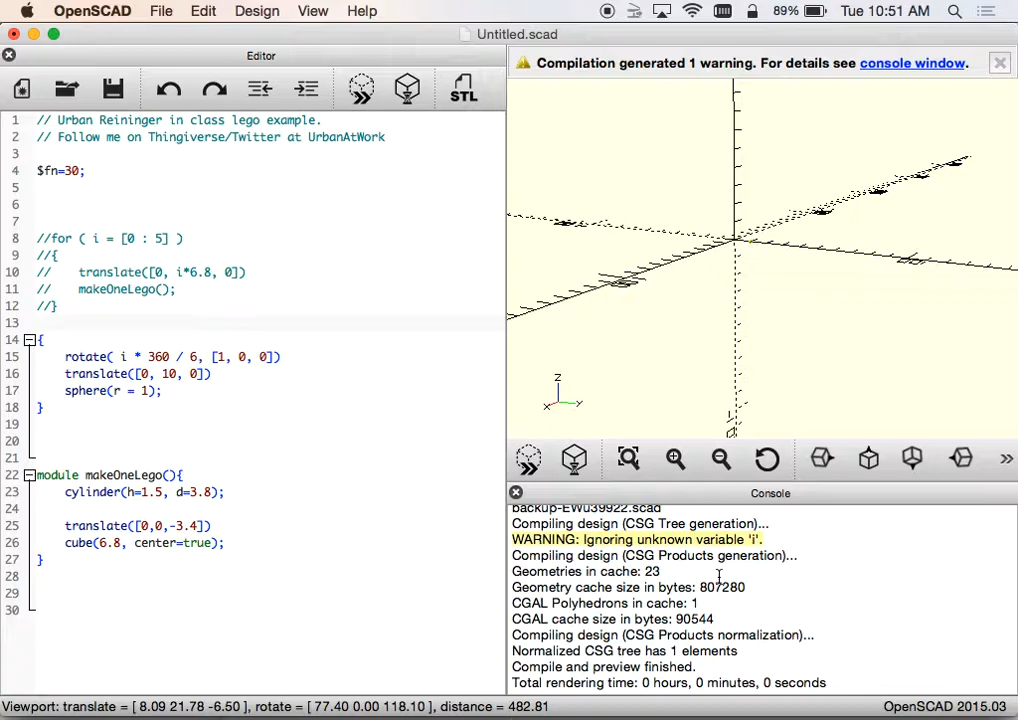 OpenSCAD File Edit Design View Help 89% Tue 10:51 AM
Untitled.scad
Editor
STL
1 // Urban Reininger in class lego example.
2 // Follow me on Thingiverse/Twitter at UrbanAtWork
3
4 $fn=30;
5
6
7
8 //for ( i = [0 : 5] )
9 //{
10 //    translate([0, i*6.8, 0])
11 //    makeOneLego();
12 //}
13
14 {
15     rotate( i * 360 / 6, [1, 0, 0])
16     translate([0, 10, 0])
17     sphere(r = 1);
18 }
19
20
21
22 module makeOneLego(){
23     cylinder(h=1.5, d=3.8);
24
25     translate([0,0,-3.4])
26     cube(6.8, center=true);
27 }
28
29
30
Compilation generated 1 warning. For details see console window.
Z
X Y
»
Console
backup-EWu39922.scad
Compiling design (CSG Tree generation)...
WARNING: Ignoring unknown variable 'i'.
Compiling design (CSG Products generation)...
Geometries in cache: 23
Geometry cache size in bytes: 807280
CGAL Polyhedrons in cache: 1
CGAL cache size in bytes: 90544
Compiling design (CSG Products normalization)...
Normalized CSG tree has 1 elements
Compile and preview finished.
Total rendering time: 0 hours, 0 minutes, 0 seconds
Viewport: translate = [ 8.09 21.78 -6.50 ], rotate = [ 77.40 0.00 118.10 ], distance = 482.81 OpenSCAD 2015.03